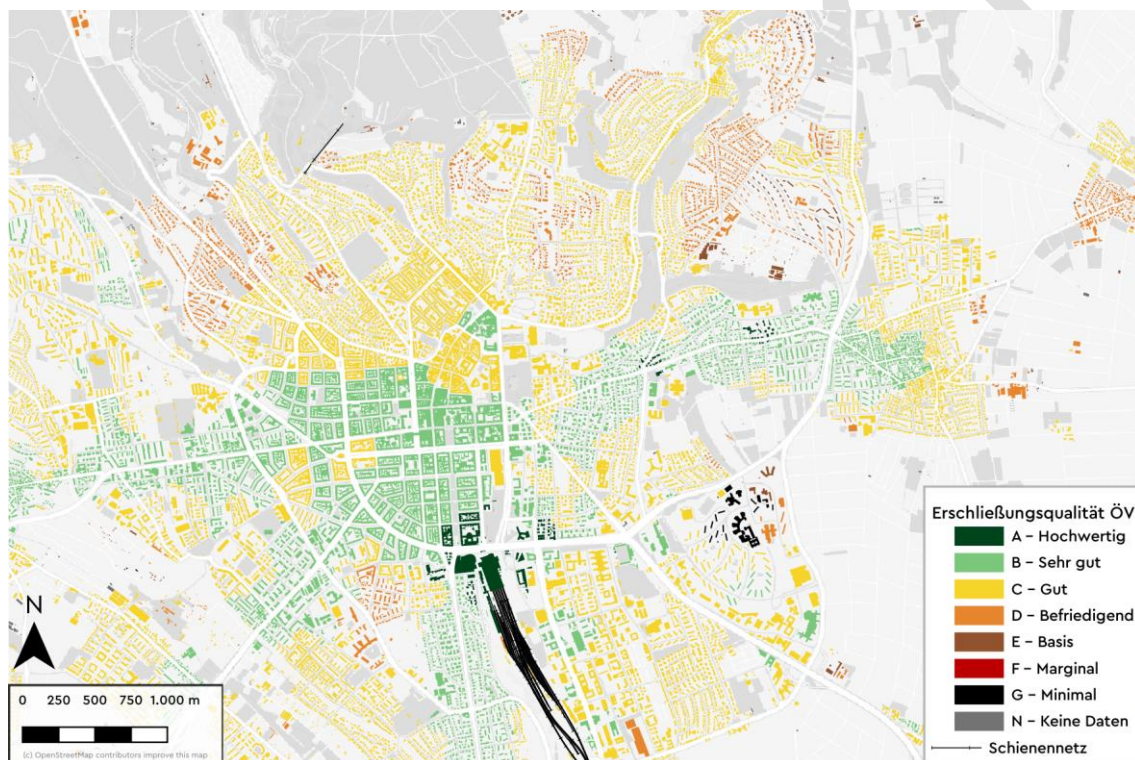 Erschließungsqualität ÖV
A – Hochwertig
B – Sehr gut
C – Gut
D – Befriedigend
E – Basis
F – Marginal
G – Minimal
N – Keine Daten
Schienennetz
N
0 250 500 750 1.000 m
(c) OpenStreetMap contributors improve this map